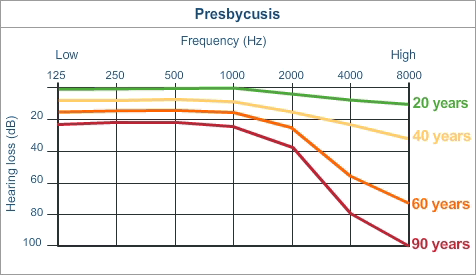 Presbycusis
Frequency (Hz)
Low High
125 250 500 1000 2000 4000 8000
Hearing loss (dB)
20
40
60
80
100
20 years
40 years
60 years
90 years